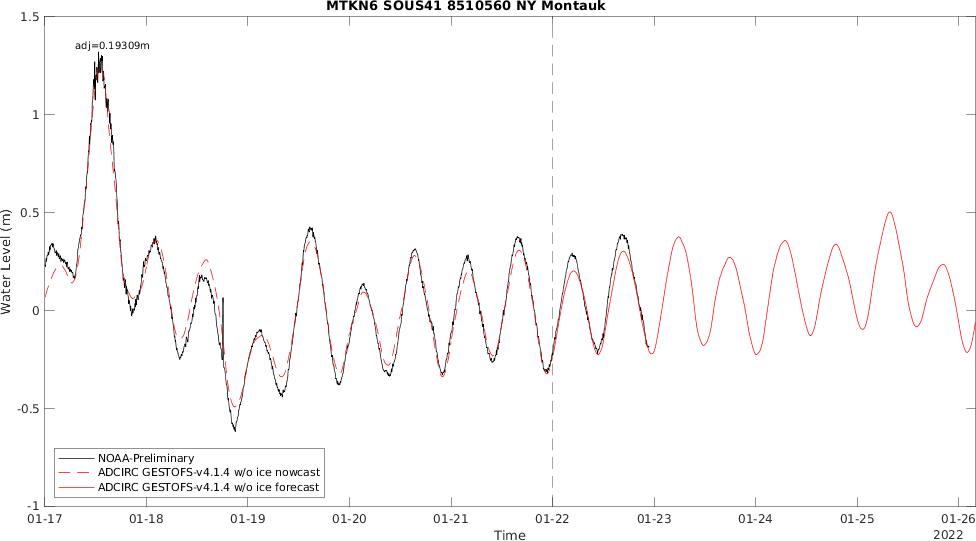 MTKN6 SOUS41 8510560 NY Montauk
adj=0.19309m
1.5
1
0.5
0
-0.5
-1
Water Level (m)
NOAA-Preliminary
ADCIRC GESTOFS-v4.1.4 w/o ice nowcast
ADCIRC GESTOFS-v4.1.4 w/o ice forecast
01-17 01-18 01-19 01-20 01-21 01-22 01-23 01-24 01-25 01-26
Time
2022